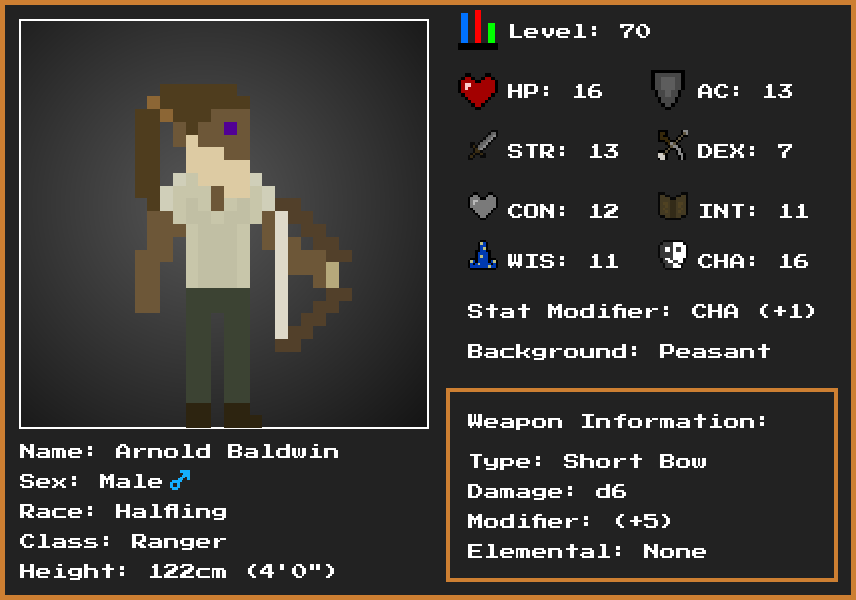 Level: 70
HP: 16 AC: 13
STR: 13 DEX: 7
CON: 12 INT: 11
WIS: 11 CHA: 16
Stat Modifier: CHA (+1)
Background: Peasant
Weapon Information:
Type: Short Bow
Damage: d6
Modifier: (+5)
Elemental: None
Name: Arnold Baldwin
Sex: Male ♂
Race: Halfling
Class: Ranger
Height: 122cm (4'0")